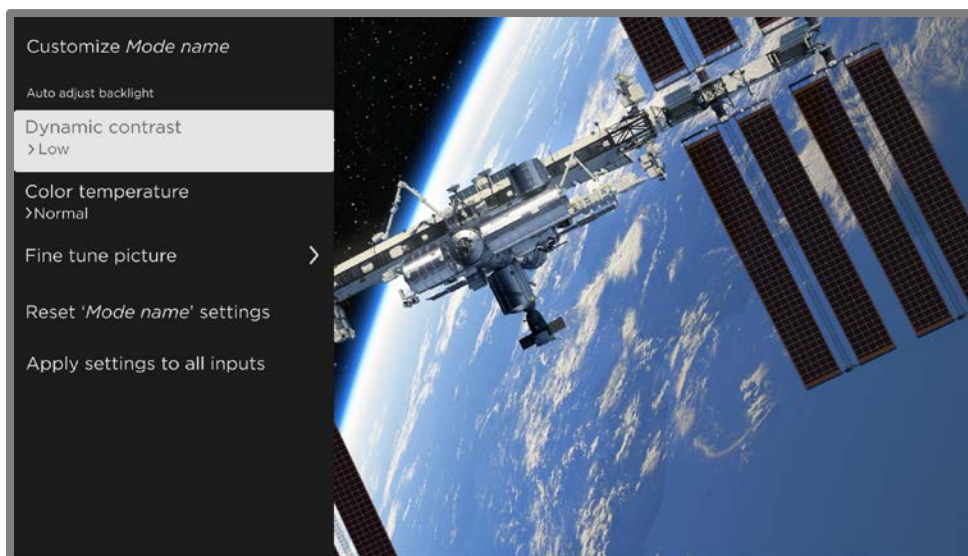 Customize Mode name
Auto adjust backlight
Dynamic contrast
>Low
Color temperature
>Normal
Fine tune picture >
Reset ‘Mode name’ settings
Apply settings to all inputs